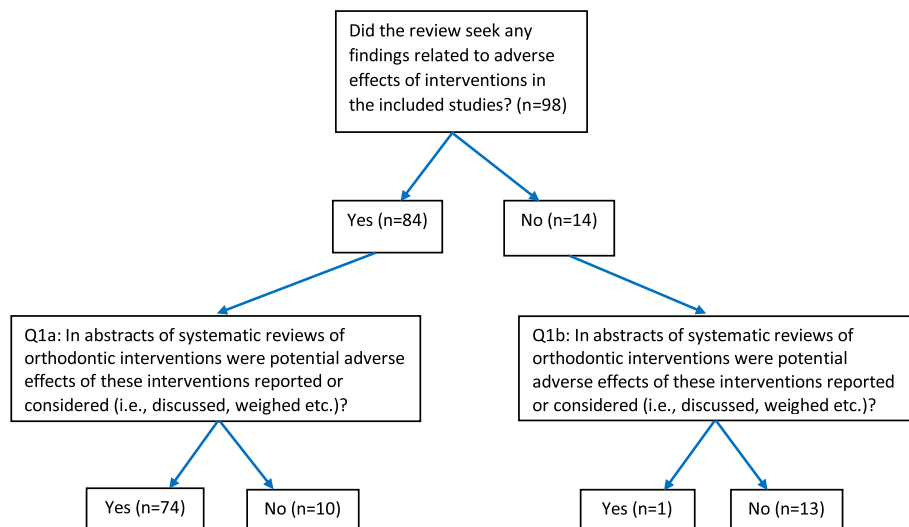 Did the review seek any
findings related to adverse
effects of interventions in
the included studies? (n=98)
Yes (n=84)
No (n=14)
Q1a: In abstracts of systematic reviews of
orthodontic interventions were potential adverse
effects of these interventions reported or
considered (i.e., discussed, weighed etc.)?
Q1b: In abstracts of systematic reviews of
orthodontic interventions were potential
adverse effects of these interventions reported
or considered (i.e., discussed, weighed etc.)?
Yes (n=74)
No (n=10)
Yes (n=1)
No (n=13)